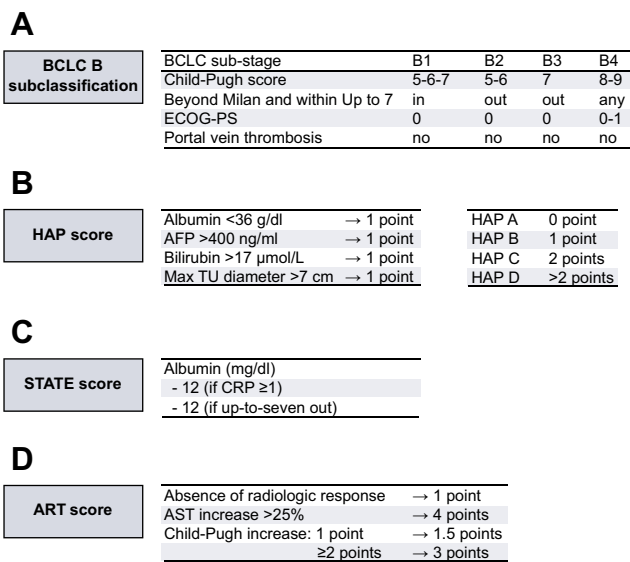 A
BCLC B
subclassification
BCLC sub-stage B1 B2 B3 B4
Child-Pugh score 5-6-7 5-6 7 8-9
Beyond Milan and within Up to 7 in out out any
ECOG-PS 0 0 0 0-1
Portal vein thrombosis no no no no
B
HAP score
Albumin <36 g/dl → 1 point
AFP >400 ng/ml → 1 point
Bilirubin >17 µmol/L → 1 point
Max TU diameter >7 cm → 1 point
HAP A 0 point
HAP B 1 point
HAP C 2 points
HAP D >2 points
C
STATE score
Albumin (mg/dl)
- 12 (if CRP ≥1)
- 12 (if up-to-seven out)
D
ART score
Absence of radiologic response → 1 point
AST increase >25% → 4 points
Child-Pugh increase: 1 point → 1.5 points
≥2 points → 3 points